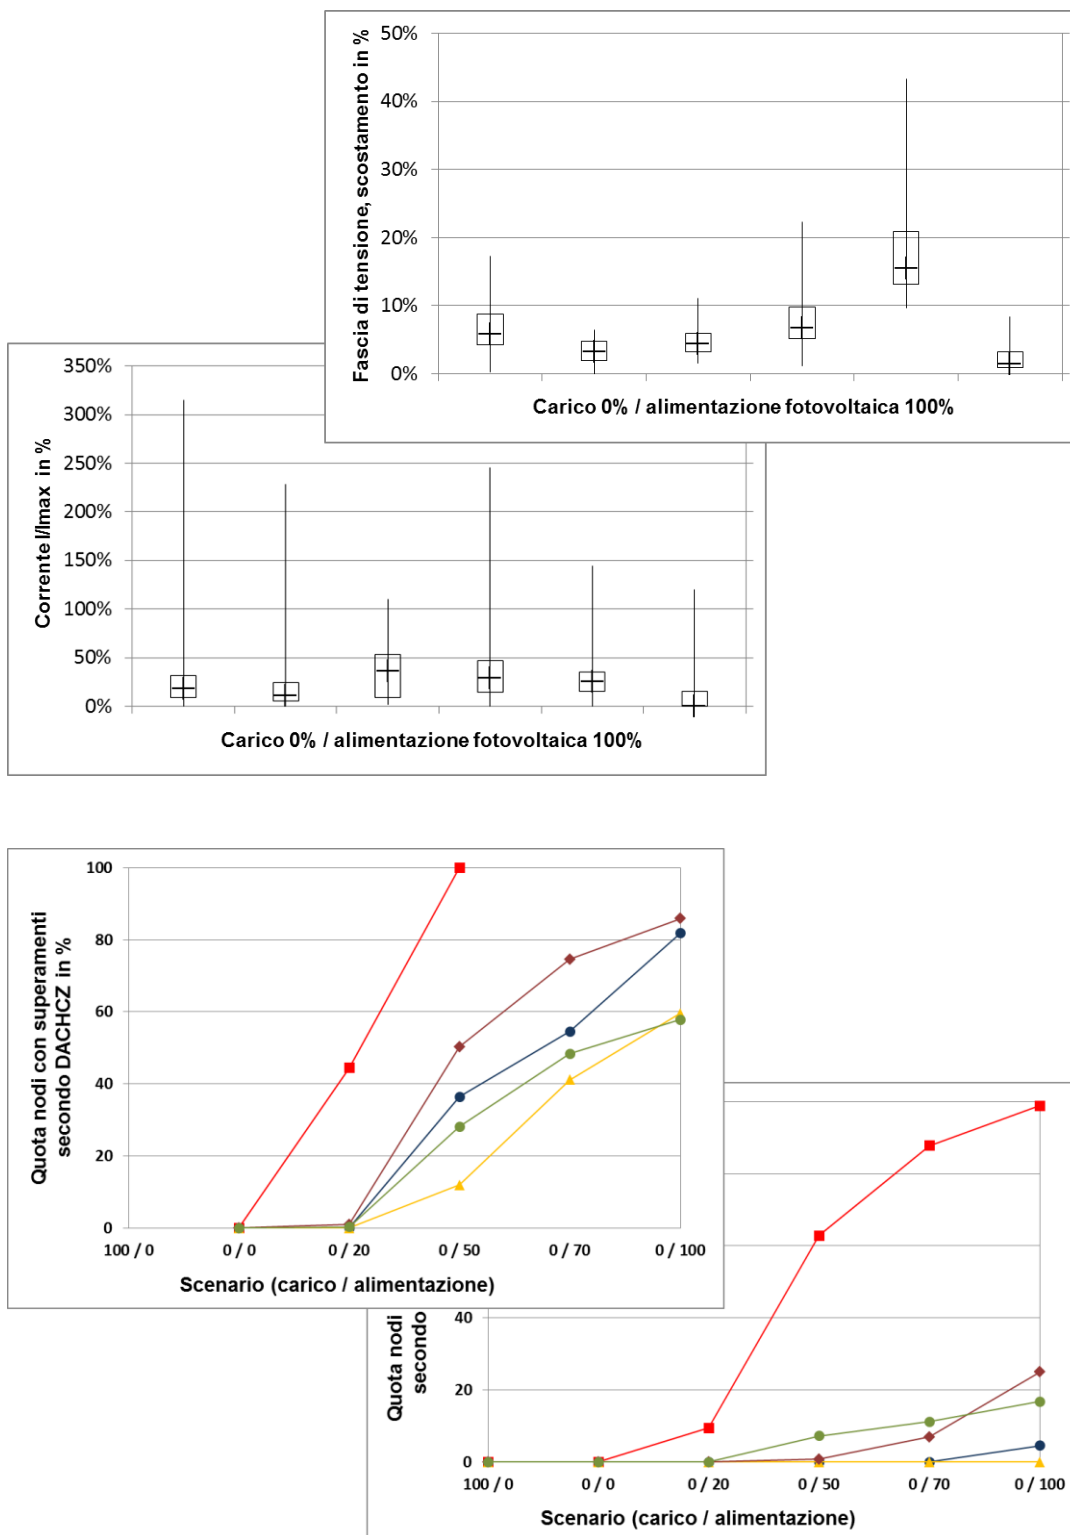 Fascia di tensione, scostamento in %
50%
40%
30%
20%
10%
0%
Carico 0% / alimentazione fotovoltaica 100%
Corrente I/Imax in %
350%
300%
250%
200%
150%
100%
50%
0%
Carico 0% / alimentazione fotovoltaica 100%
Quota nodi con superamenti
secondo DACHCZ in %
100
80
60
40
20
0
100 / 0 0 / 0 0 / 20 0 / 50 0 / 70 0 / 100
Scenario (carico / alimentazione)
Quota nodi
secondo
40
20
0
100 / 0 0 / 0 0 / 20 0 / 50 0 / 70 0 / 100
Scenario (carico / alimentazione)